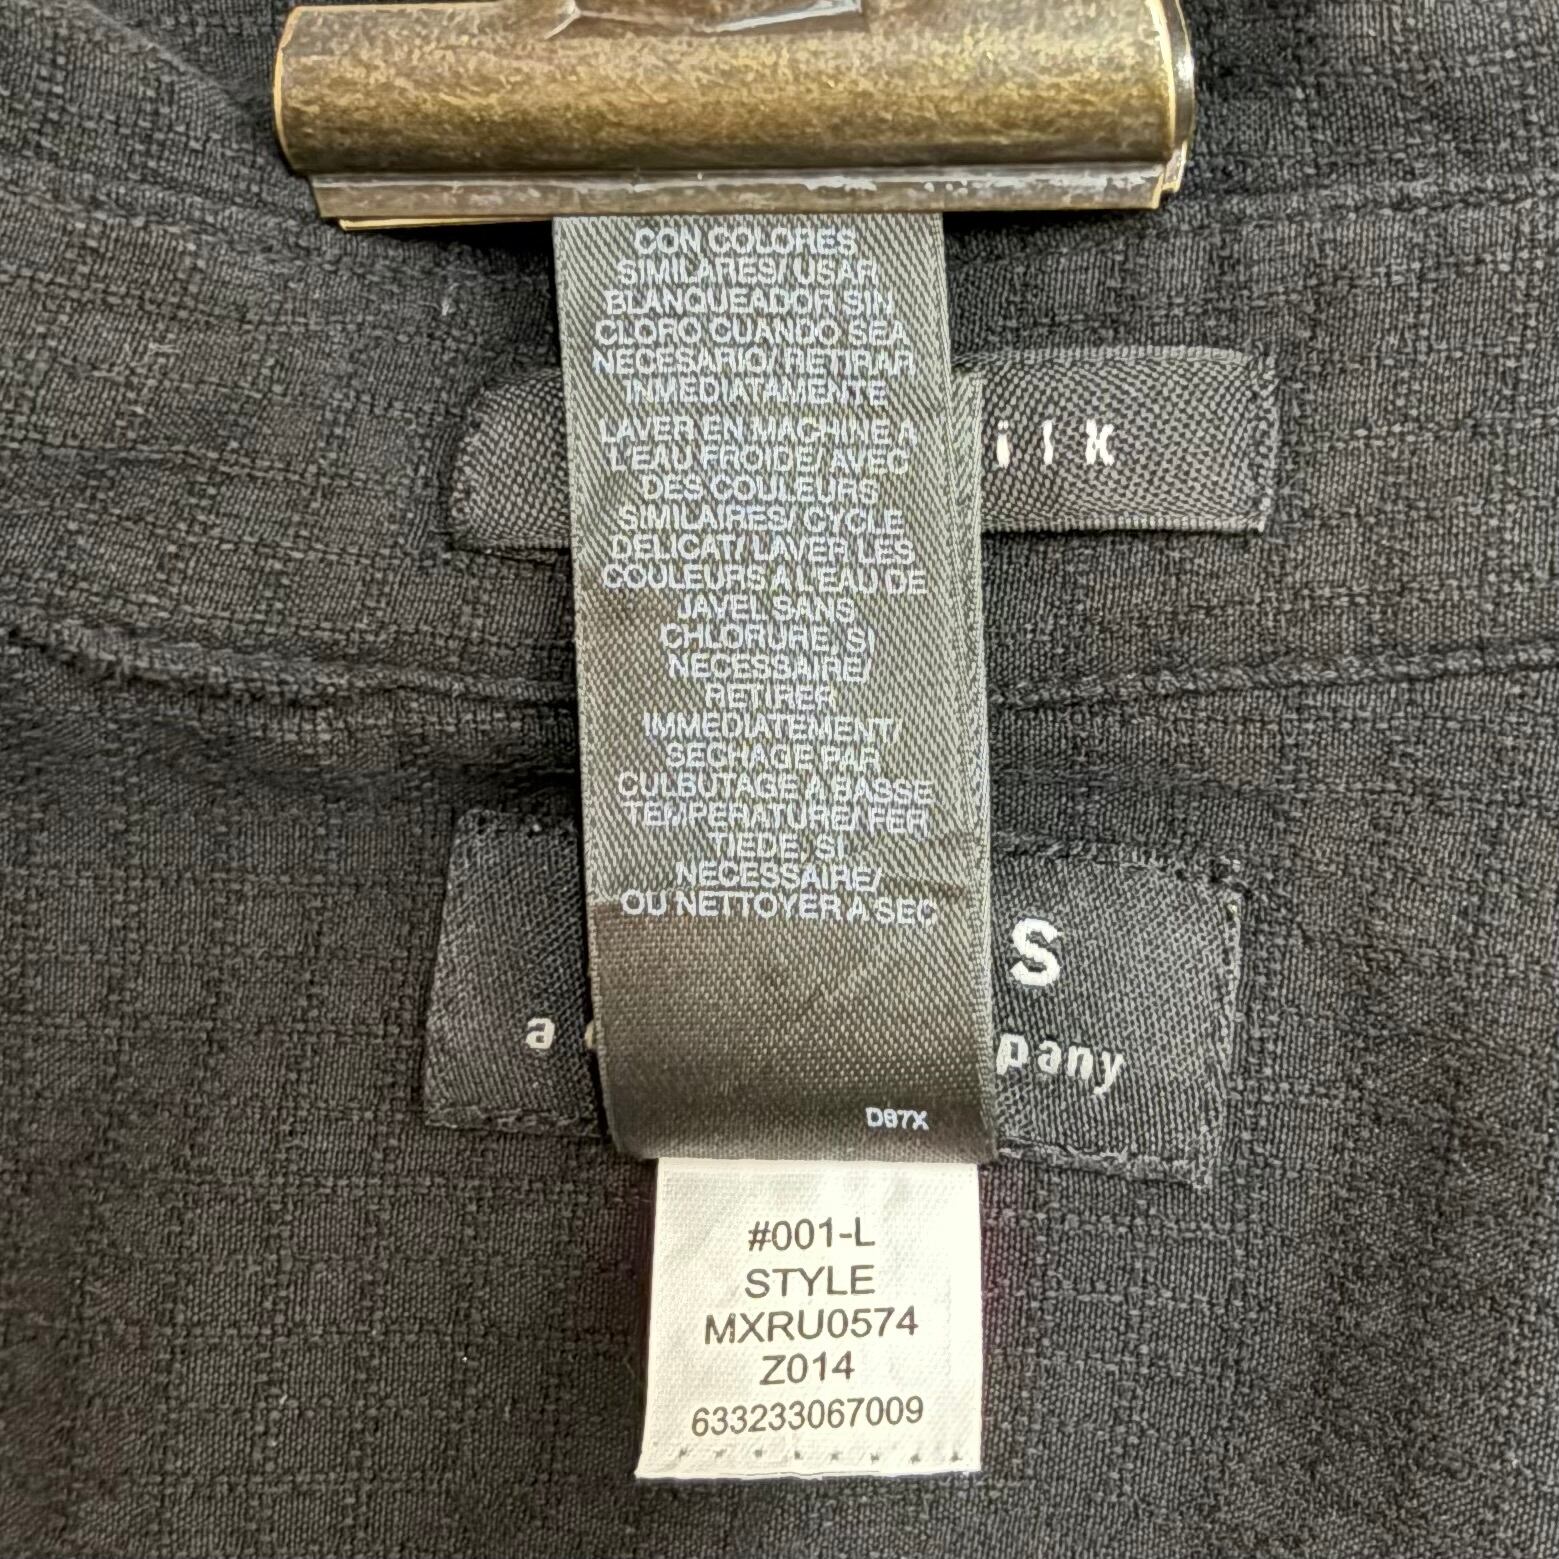 CON COLORES
SIMILARES/ USAR
BLANQUEADOR SIN
CLORO CUANDO SEA
NECESARIO/ RETIRAR
INMEDIATAMENTE
LAVER EN MACHINE A
L'EAU FROIDE, AVEC
DES COULEURS
SIMILAIRES/ CYCLE
DELICAT/ LAVER LES
COULEURS A L'EAU DE
JAVEL SANS
CHLORURE, SI
NECESSAIRE/
RETIRER
IMMEDIATEMENT/
SECHAGE PAR
CULBUTAGE A BASSE
TEMPERATURE/ FER
TIEDE, SI
NECESSAIRE/
OU NETTOYER A SEC
ilk
S
a pany
D97X
#001-L
STYLE
MXRU0574
Z014
633233067009